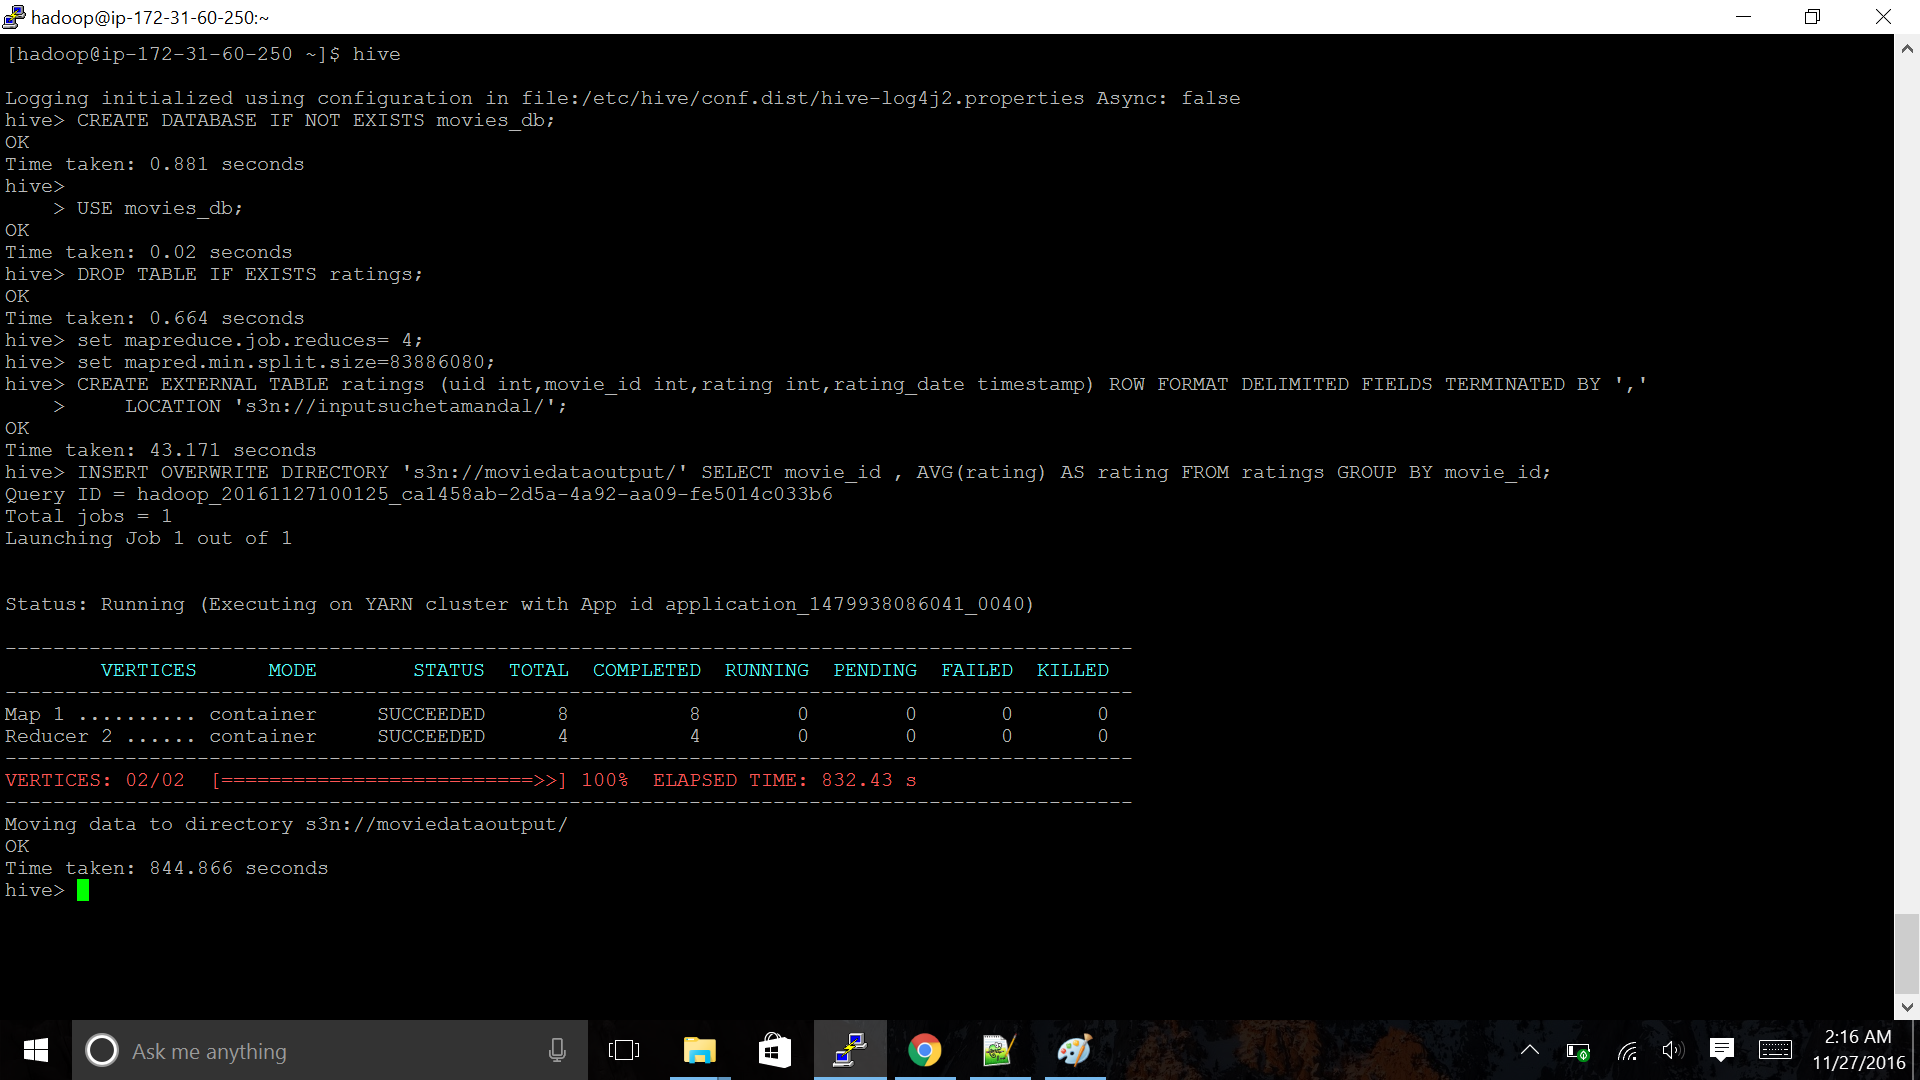 hadoop@ip-172-31-60-250:~
[hadoop@ip-172-31-60-250 ~]$ hive
Logging initialized using configuration in file:/etc/hive/conf.dist/hive-log4j2.properties Async: false
hive> CREATE DATABASE IF NOT EXISTS movies_db;
OK
Time taken: 0.881 seconds
hive>
    > USE movies_db;
OK
Time taken: 0.02 seconds
hive> DROP TABLE IF EXISTS ratings;
OK
Time taken: 0.664 seconds
hive> set mapreduce.job.reduces= 4;
hive> set mapred.min.split.size=83886080;
hive> CREATE EXTERNAL TABLE ratings (uid int,movie_id int,rating int,rating_date timestamp) ROW FORMAT DELIMITED FIELDS TERMINATED BY ','
    >     LOCATION 's3n://inputsuchetamandal/';
OK
Time taken: 43.171 seconds
hive> INSERT OVERWRITE DIRECTORY 's3n://moviedataoutput/' SELECT movie_id , AVG(rating) AS rating FROM ratings GROUP BY movie_id;
Query ID = hadoop_20161127100125_ca1458ab-2d5a-4a92-aa09-fe5014c033b6
Total jobs = 1
Launching Job 1 out of 1
Status: Running (Executing on YARN cluster with App id application_1479938086041_0040)
----------------------------------------------------------------------------------------------
        VERTICES      MODE        STATUS  TOTAL  COMPLETED  RUNNING  PENDING  FAILED  KILLED
----------------------------------------------------------------------------------------------
Map 1 .......... container     SUCCEEDED      8          8        0        0       0       0
Reducer 2 ...... container     SUCCEEDED      4          4        0        0       0       0
----------------------------------------------------------------------------------------------
VERTICES: 02/02  [==========================>>] 100%  ELAPSED TIME: 832.43 s
----------------------------------------------------------------------------------------------
Moving data to directory s3n://moviedataoutput/
OK
Time taken: 844.866 seconds
hive>
Ask me anything
2:16 AM
11/27/2016